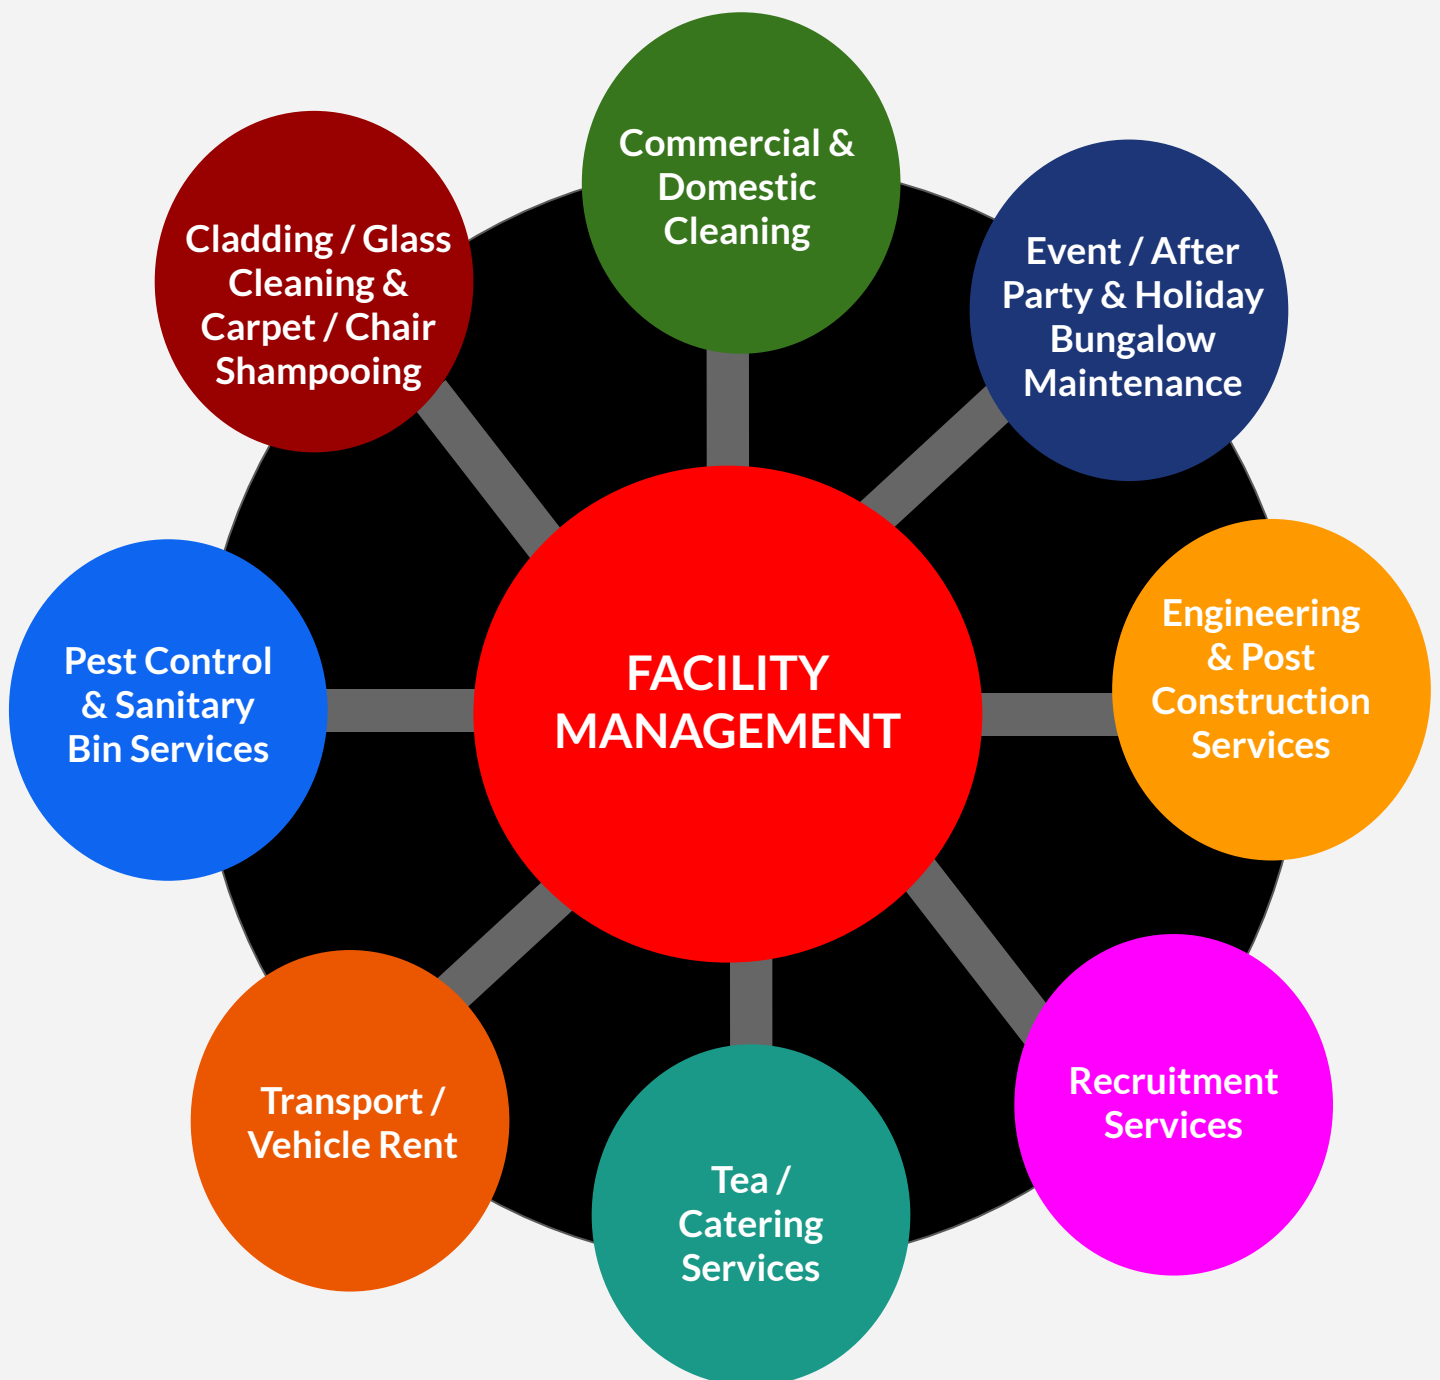 Commercial &
Domestic
Cleaning
Event / After
Party & Holiday
Bungalow
Maintenance
Engineering
& Post
Construction
Services
Recruitment
Services
Tea /
Catering
Services
Transport /
Vehicle Rent
Pest Control
& Sanitary
Bin Services
Cladding / Glass
Cleaning &
Carpet / Chair
Shampooing
FACILITY
MANAGEMENT